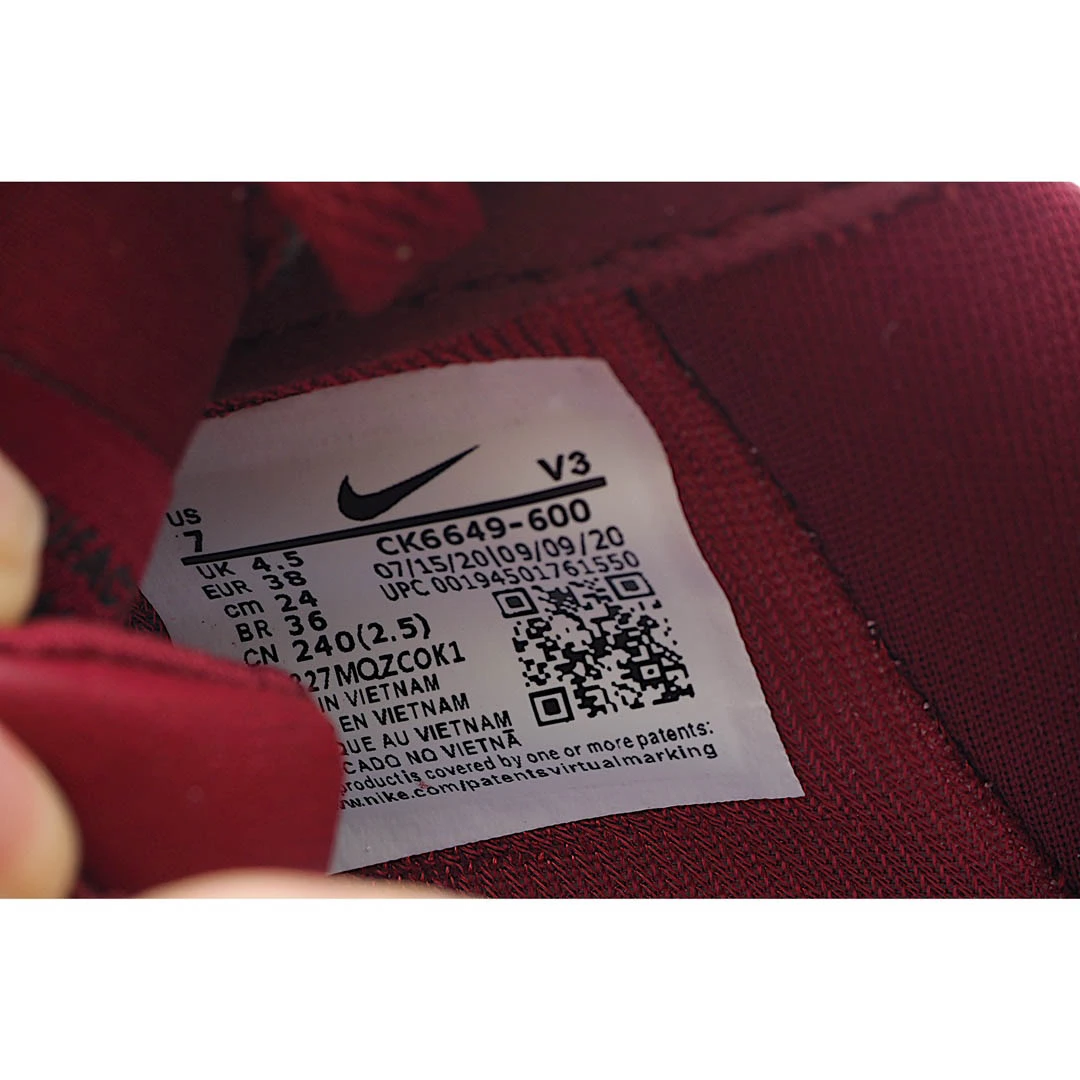 V3
US
7
CK6649-600
UK 4.5
07/15/20|09/09/20
EUR 38
UPC 00194501761550
cm 24
BR 36
CN 240(2.5)
27MQZCOK1
IN VIETNAM
EN VIETNAM
QUE AU VIETNAM
CADO NO VIETNÃ
product is covered by one or more patents:
www.nike.com/patentsvirtualmarking